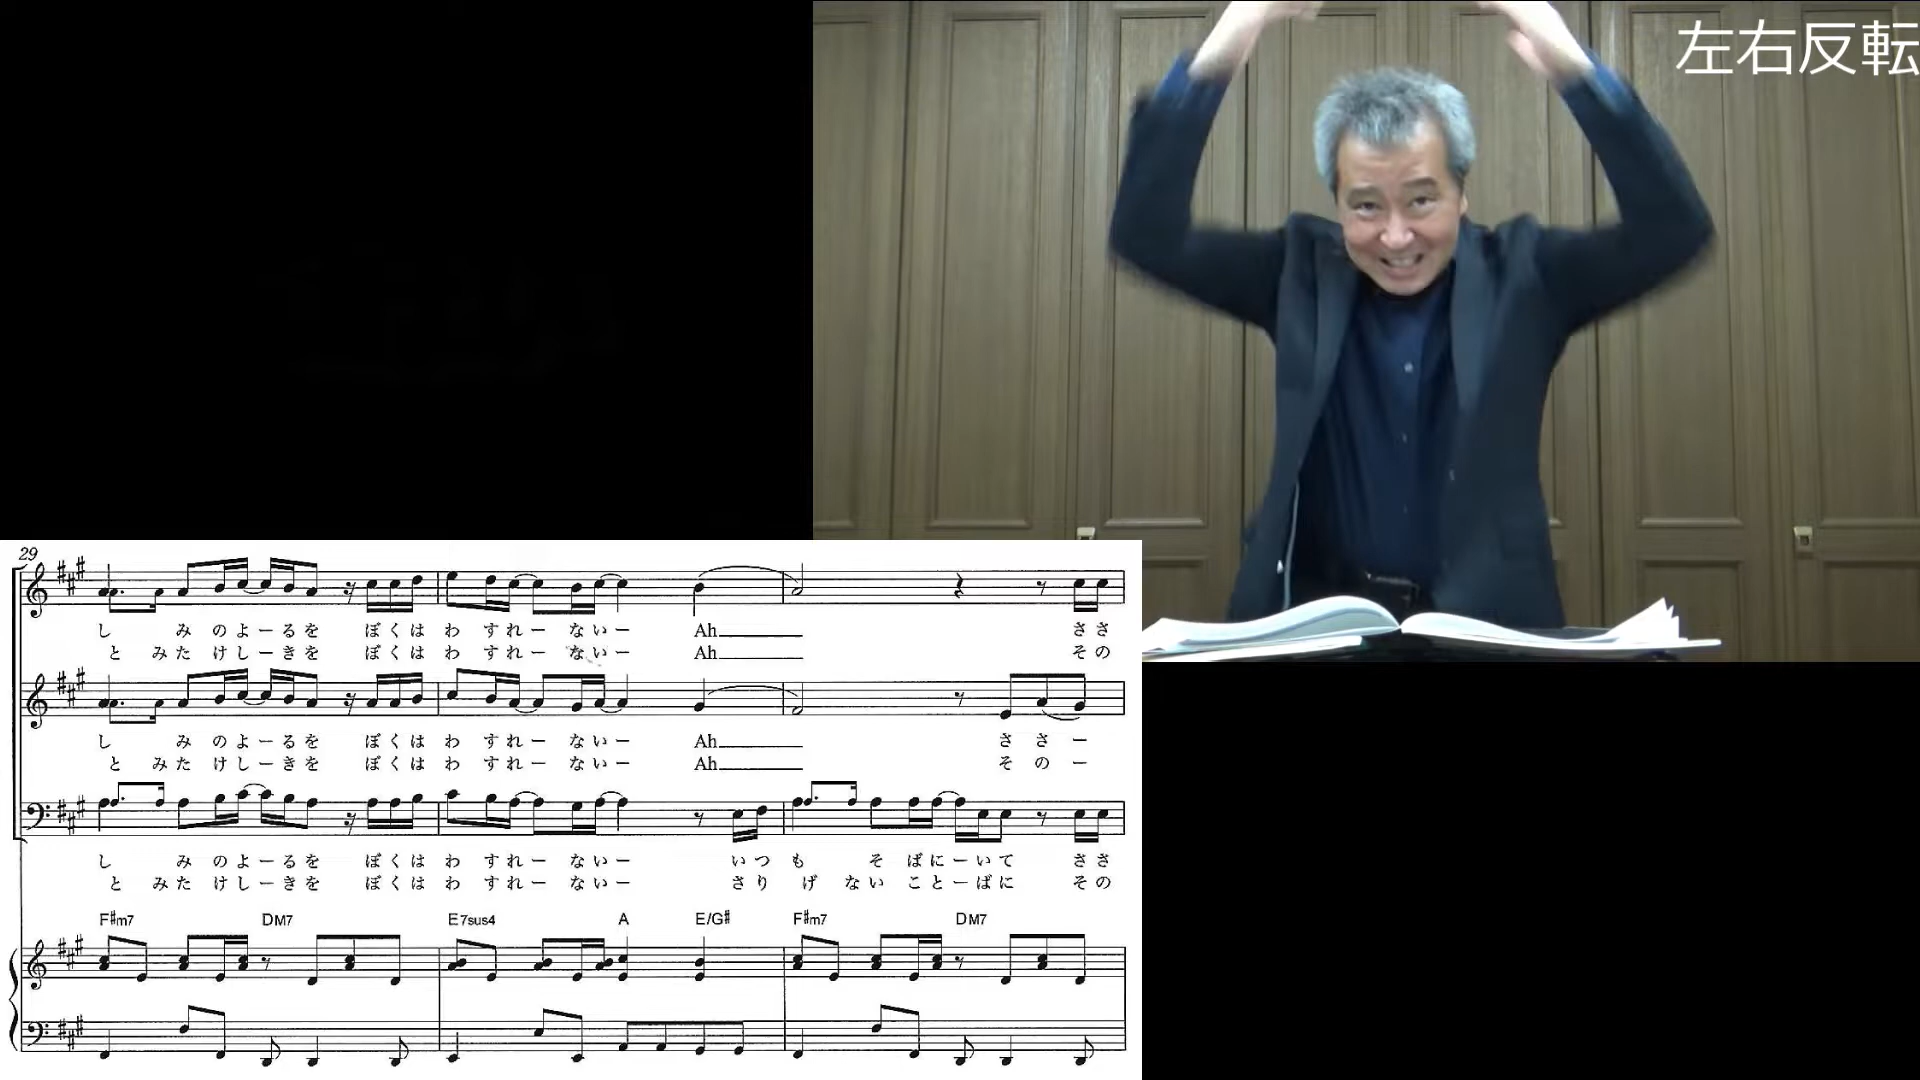 左右反転
29
し みのよーるを ぼくは わ すれー ないー Ah ささ
と みた けしーきを ぼくは わ すれー ないー Ah その
し みのよーるを ぼくは わ すれー ないー Ah ささー
と みた けしーきを ぼくは わ すれー ないー Ah そのー
し みのよーるを ぼくは わ すれー ないー いつ も そ ばにーいて ささ
と みた けしーきを ぼくは わ すれー ないー さり げ ない ことーばに その
F#m7 DM7 E7sus4 A E/G# F#m7 DM7